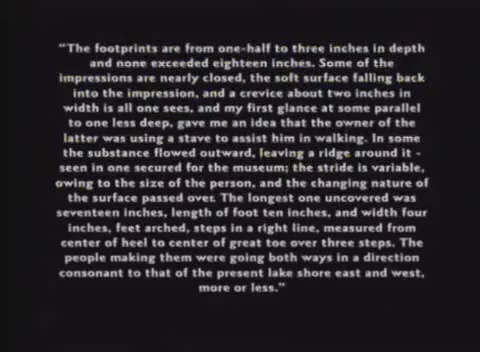 “The footprints are from one-half to three inches in depth
and none exceeded eighteen inches. Some of the
impressions are nearly closed, the soft surface falling back
into the impression, and a crevice about two inches in
width is all one sees, and my first glance at some parallel
to one less deep, gave me an idea that the owner of the
latter was using a stave to assist him in walking. In some
the substance flowed outward, leaving a ridge around it -
seen in one secured for the museum; the stride is variable,
owing to the size of the person, and the changing nature of
the surface passed over. The longest one uncovered was
seventeen inches, length of foot ten inches, and width four
inches, feet arched, steps in a right line, measured from
center of heel to center of great toe over three steps. The
people making them were going both ways in a direction
consonant to that of the present lake shore east and west,
more or less.”